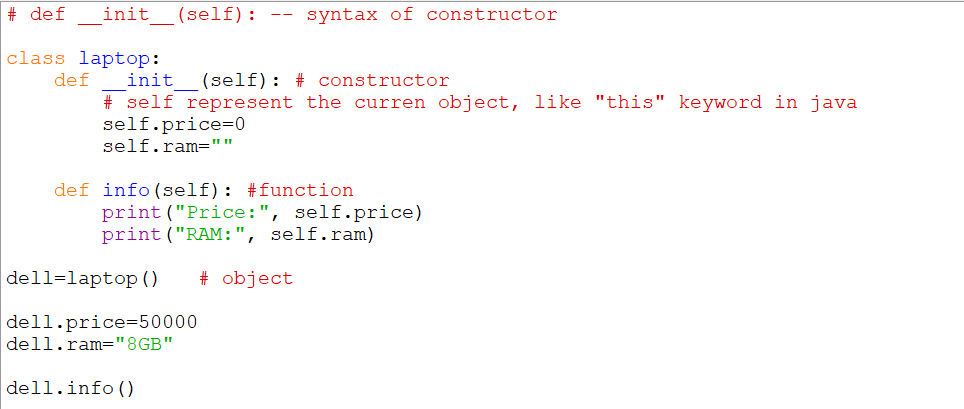 # def __init__(self): -- syntax of constructor
class laptop:
def __init__(self): # constructor
# self represent the curren object, like "this" keyword in java
self.price=0
self.ram=""
def info(self): #function
print("Price:", self.price)
print("RAM:", self.ram)
dell=laptop() # object
dell.price=50000
dell.ram="8GB"
dell.info()